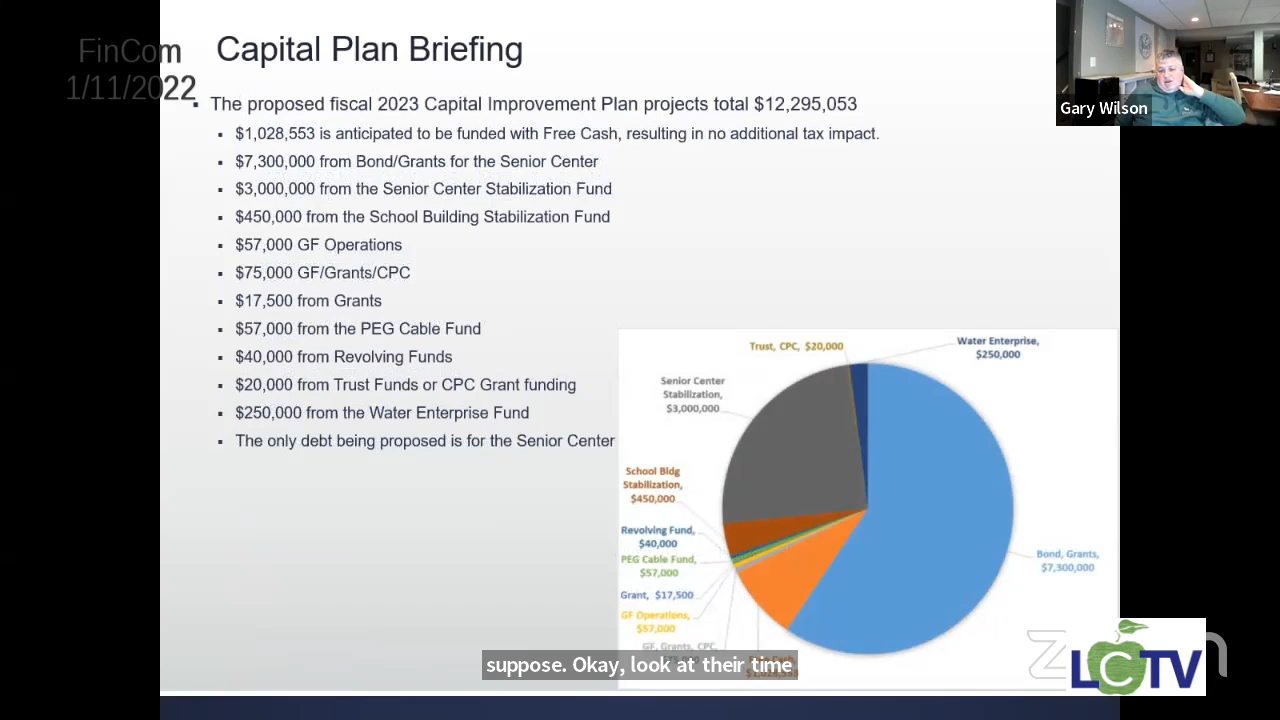 FinCom
1/11/2022
Capital Plan Briefing
Gary Wilson
The proposed fiscal 2023 Capital Improvement Plan projects total $12,295,053
$1,028,553 is anticipated to be funded with Free Cash, resulting in no additional tax impact.
$7,300,000 from Bond/Grants for the Senior Center
$3,000,000 from the Senior Center Stabilization Fund
$450,000 from the School Building Stabilization Fund
$57,000 GF Operations
$75,000 GF/Grants/CPC
$17,500 from Grants
$57,000 from the PEG Cable Fund
$40,000 from Revolving Funds
$20,000 from Trust Funds or CPC Grant funding
$250,000 from the Water Enterprise Fund
The only debt being proposed is for the Senior Center
Trust, CPC, $20,000
Water Enterprise,
$250,000
Senior Center
Stabilization,
$3,000,000
School Bldg
Stabilization,
$450,000
Revolving Fund,
$40,000
PEG Cable Fund,
$57,000
Grant, $17,500
GF Operations,
$57,000
GF, Grants, CPC,
Bond, Grants,
$7,300,000
$1,028,553
suppose. Okay, look at their time
LCTV